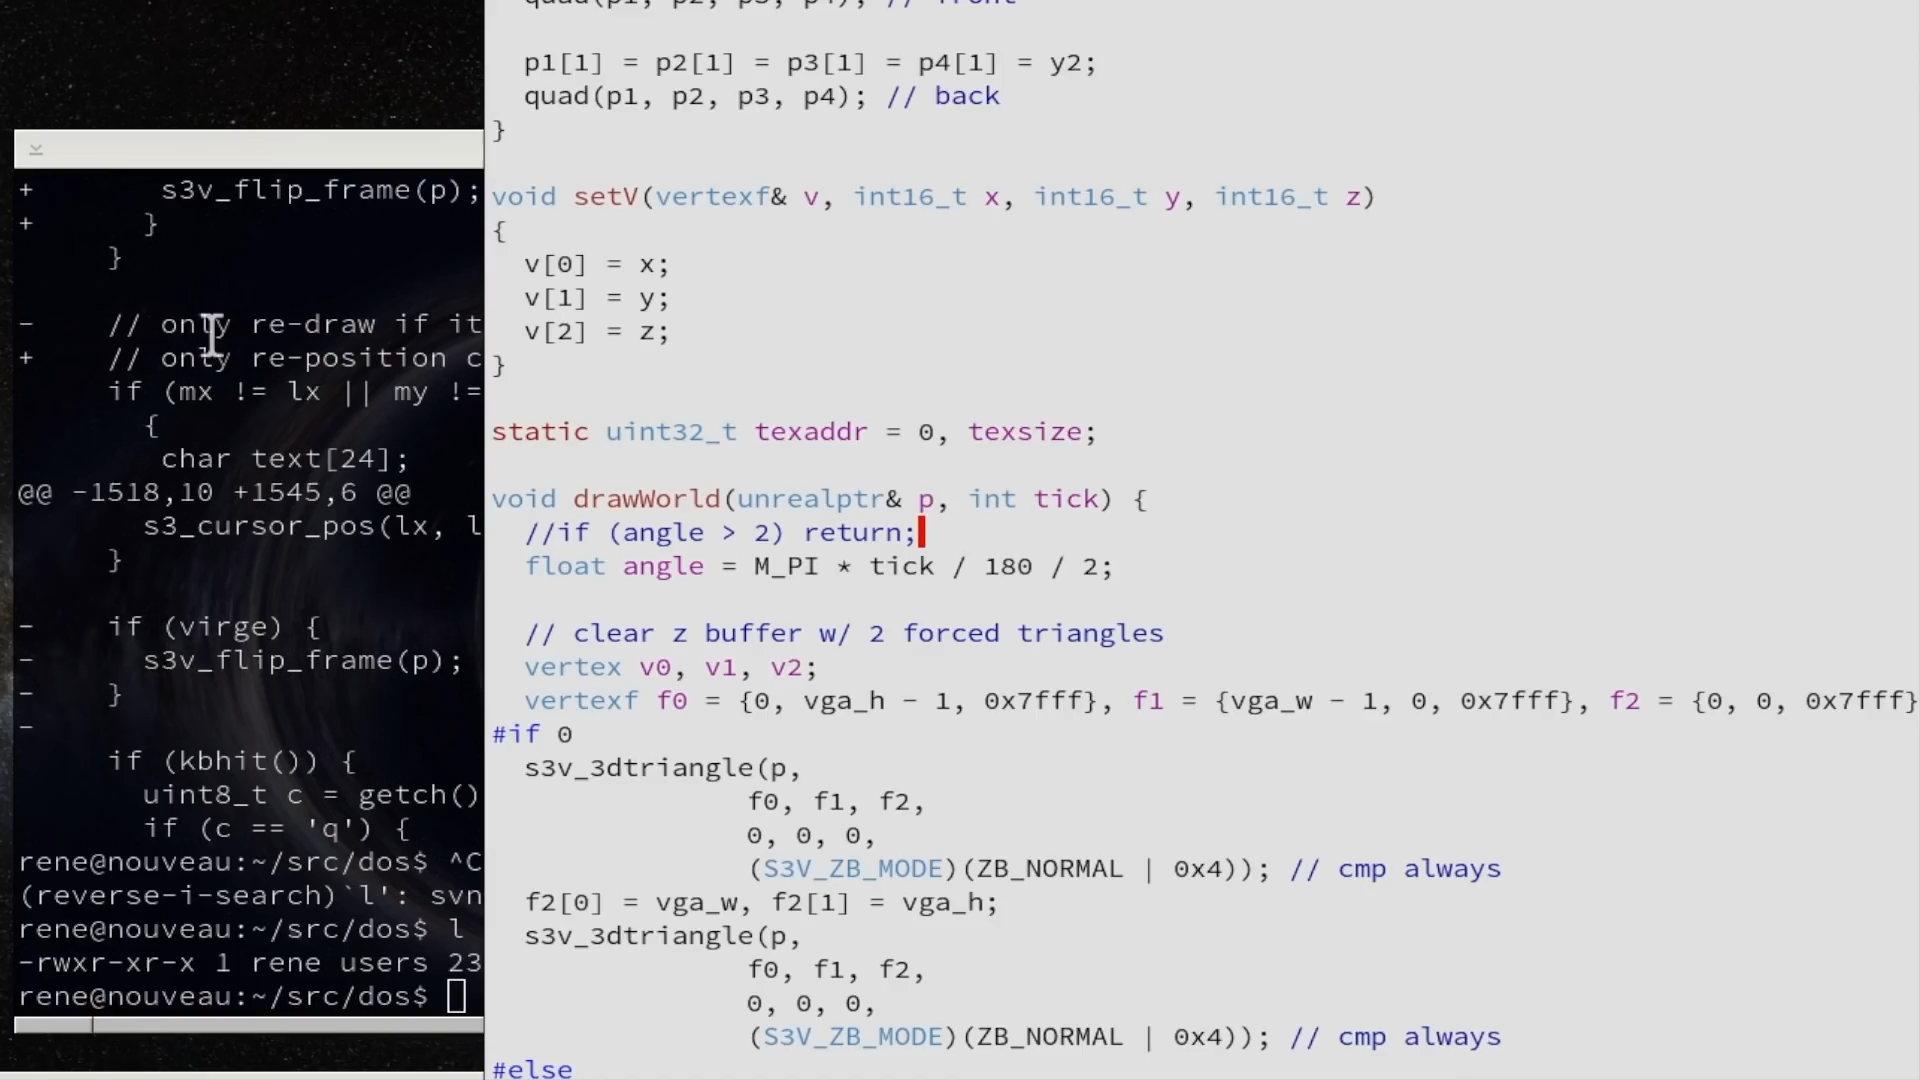 + s3v_flip_frame(p);
+ }
}
- // only re-draw if it
+ // only re-position c
if (mx != lx || my !=
{
char text[24];
@@ -1518,10 +1545,6 @@
s3_cursor_pos(lx, l
}
- if (virge) {
- s3v_flip_frame(p);
- }
-
if (kbhit()) {
uint8_t c = getch()
if (c == 'q') {
rene@nouveau:~/src/dos$ ^C
(reverse-i-search)`l': svn
rene@nouveau:~/src/dos$ l
-rwxr-xr-x 1 rene users 23
rene@nouveau:~/src/dos$
quad(p1, p2, p3, p4); // front
p1[1] = p2[1] = p3[1] = p4[1] = y2;
quad(p1, p2, p3, p4); // back
}
void setV(vertexf& v, int16_t x, int16_t y, int16_t z)
{
v[0] = x;
v[1] = y;
v[2] = z;
}
static uint32_t texaddr = 0, texsize;
void drawWorld(unrealptr& p, int tick) {
//if (angle > 2) return;
float angle = M_PI * tick / 180 / 2;
// clear z buffer w/ 2 forced triangles
vertex v0, v1, v2;
vertexf f0 = {0, vga_h - 1, 0x7fff}, f1 = {vga_w - 1, 0, 0x7fff}, f2 = {0, 0, 0x7fff}
#if 0
s3v_3dtriangle(p,
f0, f1, f2,
0, 0, 0,
(S3V_ZB_MODE)(ZB_NORMAL | 0x4)); // cmp always
f2[0] = vga_w, f2[1] = vga_h;
s3v_3dtriangle(p,
f0, f1, f2,
0, 0, 0,
(S3V_ZB_MODE)(ZB_NORMAL | 0x4)); // cmp always
#else